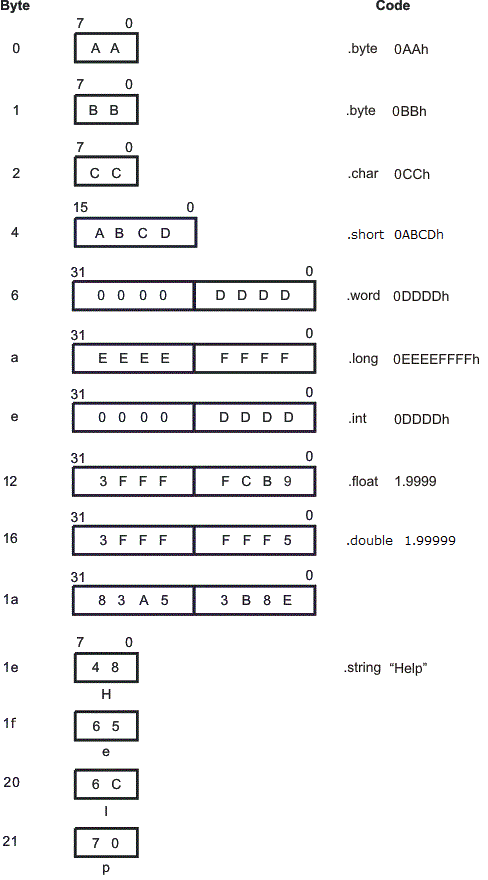 Byte Code
7 0
0 A A .byte 0AAh
7 0
1 B B .byte 0BBh
7 0
2 C C .char 0CCh
15 0
4 A B C D .short 0ABCDh
31 0
6 0 0 0 0 D D D D .word 0DDDDh
31 0
a E E E E F F F F .long 0EEEEFFFFh
31 0
e 0 0 0 0 D D D D .int 0DDDDh
31 0
12 3 F F F F C B 9 .float 1.9999
31 0
16 3 F F F F F F 5 .double 1.99999
31 0
1a 8 3 A 5 3 B 8 E
7 0
1e 4 8 .string “Help”
H
1f 6 5
e
20 6 C
l
21 7 0
p